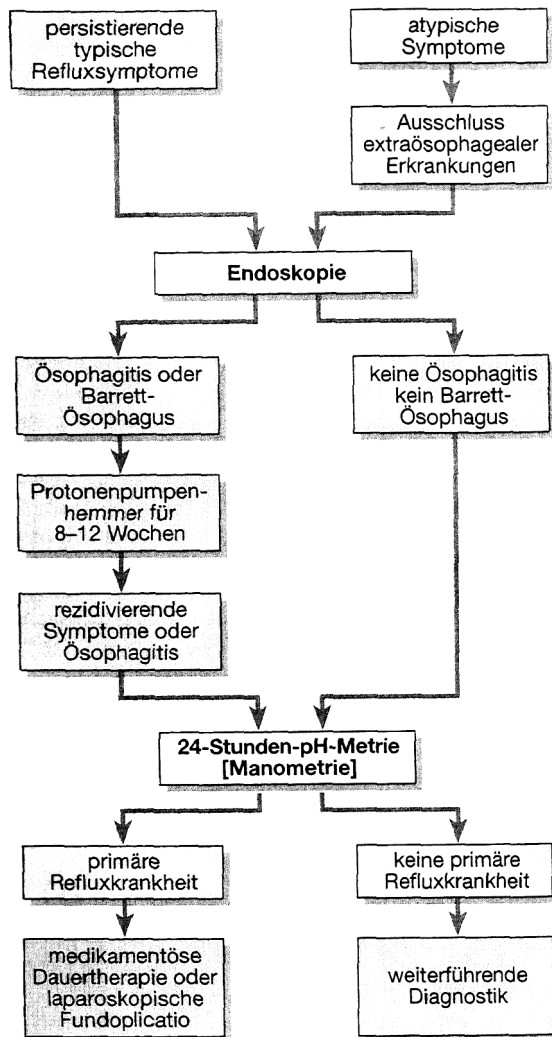 persistierende
typische
Refluxsymptome
atypische
Symptome
Ausschluss
extraösophagealer
Erkrankungen
Endoskopie
Ösophagitis oder
Barrett-
Ösophagus
keine Ösophagitis
kein Barrett-
Ösophagus
Protonenpumpen-
hemmer für
8–12 Wochen
rezidivierende
Symptome oder
Ösophagitis
24-Stunden-pH-Metrie
[Manometrie]
primäre
Refluxkrankheit
keine primäre
Refluxkrankheit
medikamentöse
Dauertherapie oder
laparoskopische
Fundoplicatio
weiterführende
Diagnostik